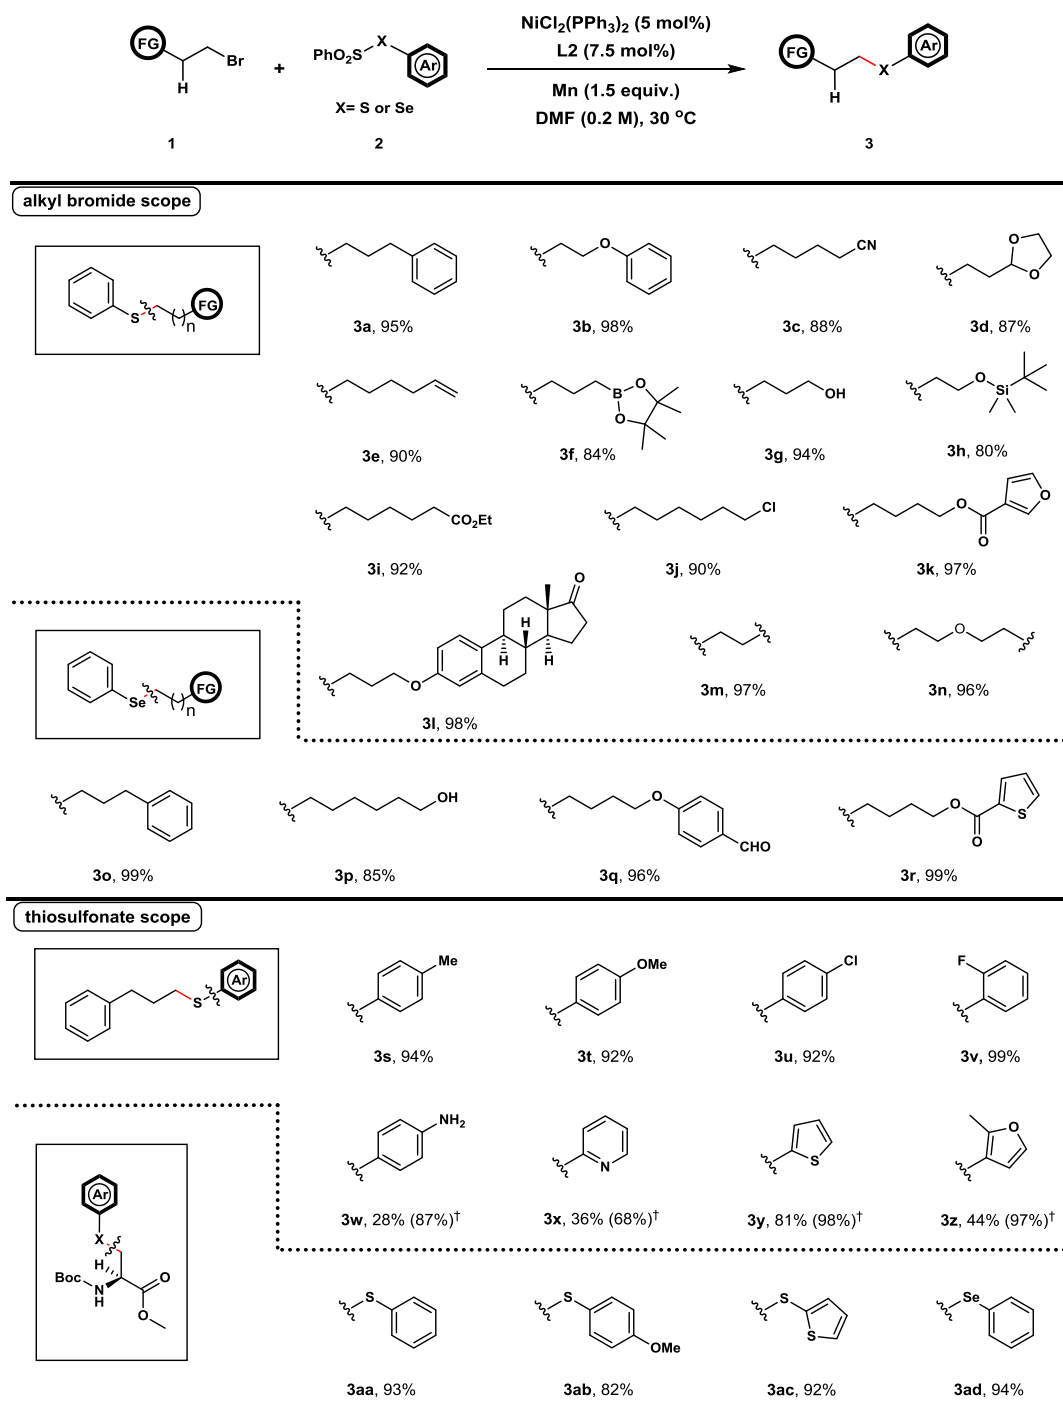 NiCl2(PPh3)2 (5 mol%)
L2 (7.5 mol%)
Mn (1.5 equiv.)
DMF (0.2 M), 30 oC
FG
Br
H
+
PhO2S
X
Ar
X= S or Se
FG
X
Ar
H
1
2
3
alkyl bromide scope
S
n
FG
O
CN
O
O
3a, 95%
3b, 98%
3c, 88%
3d, 87%
B
O
O
OH
O
Si
3e, 90%
3f, 84%
3g, 94%
3h, 80%
CO2Et
Cl
O
O
O
3i, 92%
3j, 90%
3k, 97%
Se
n
FG
O
H
H
H
O
O
3l, 98%
3m, 97%
3n, 96%
OH
O
CHO
O
O
S
3o, 99%
3p, 85%
3q, 96%
3r, 99%
thiosulfonate scope
S
Ar
Me
OMe
Cl
F
3s, 94%
3t, 92%
3u, 92%
3v, 99%
NH2
N
S
O
3w, 28% (87%)†
3x, 36% (68%)†
3y, 81% (98%)†
3z, 44% (97%)†
Ar
X
H
Boc
N
H
O
O
S
S
OMe
S
S
Se
3aa, 93%
3ab, 82%
3ac, 92%
3ad, 94%